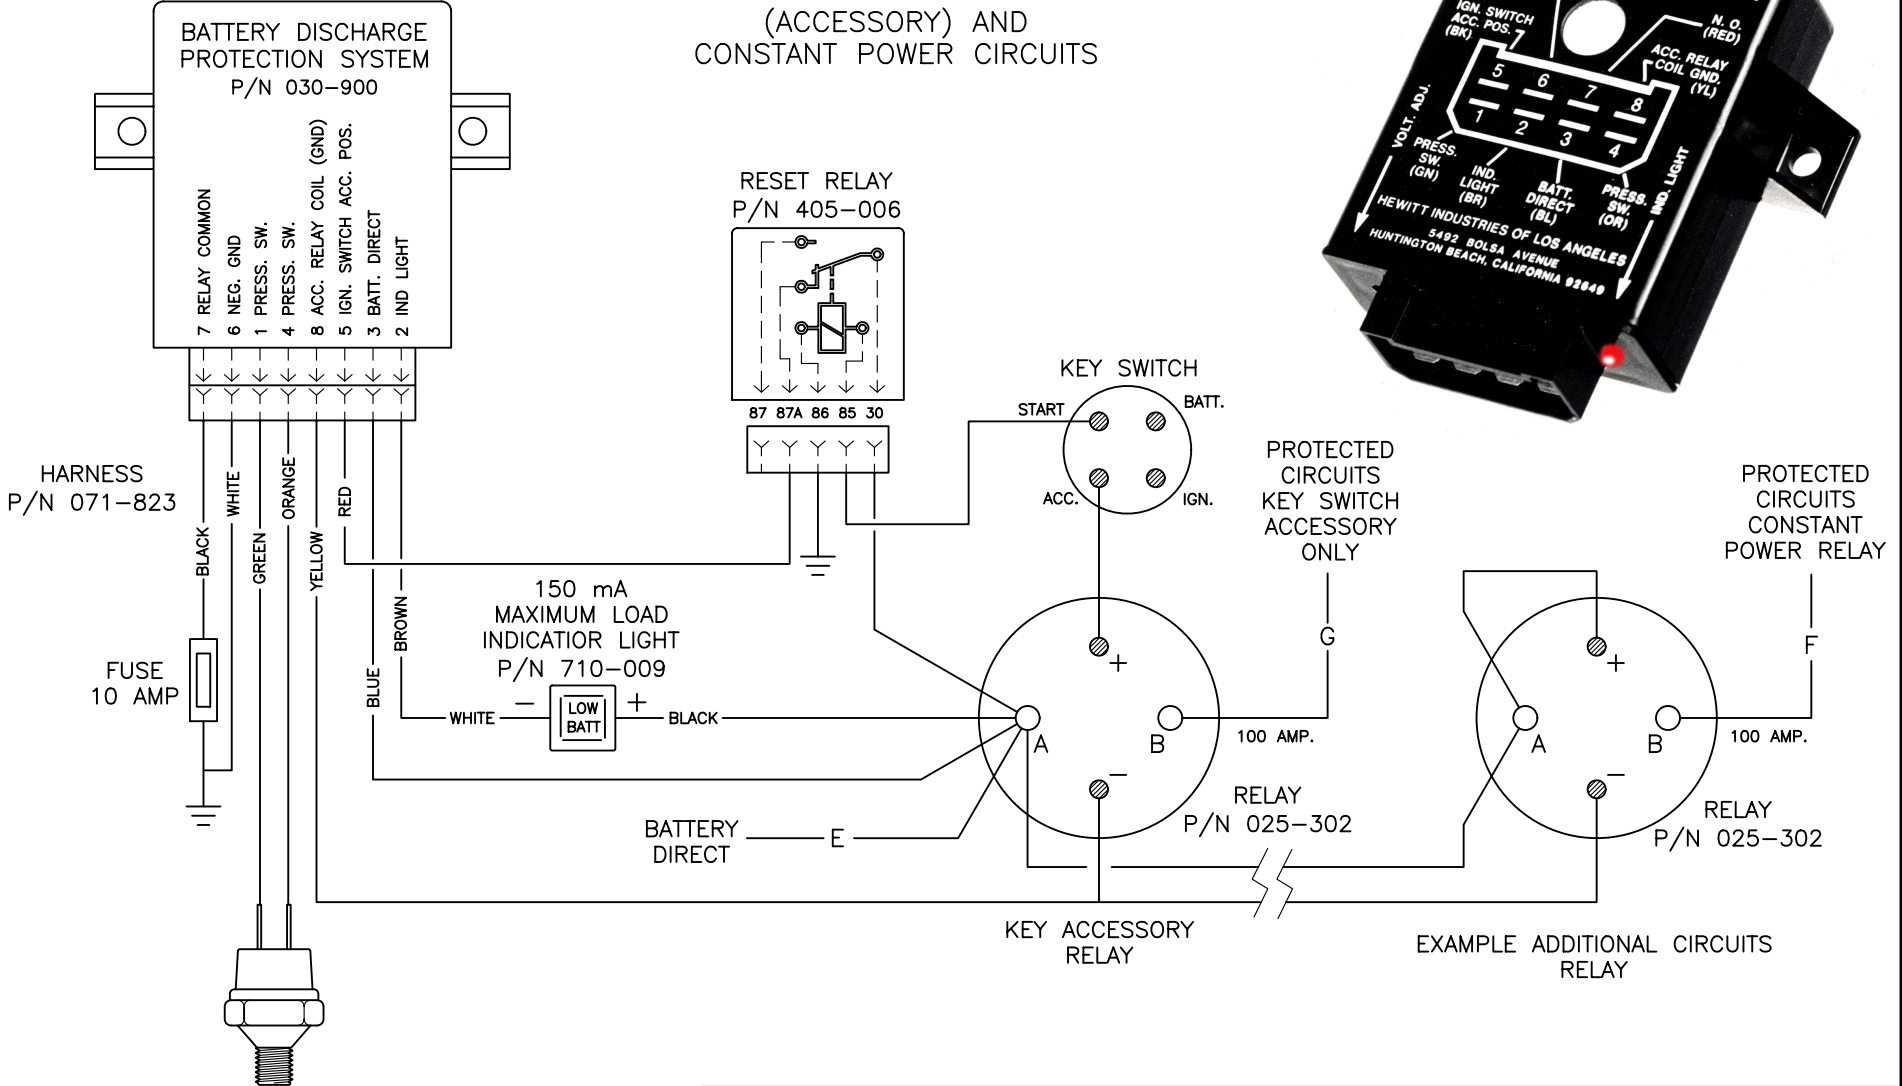 BATTERY DISCHARGE
PROTECTION SYSTEM
P/N 030-900
7 RELAY COMMON
6 NEG. GND
1 PRESS. SW.
4 PRESS. SW.
8 ACC. RELAY COIL (GND)
5 IGN. SWITCH ACC. POS.
3 BATT. DIRECT
2 IND LIGHT
(ACCESSORY) AND
CONSTANT POWER CIRCUITS
IGN. SWITCH
ACC. POS.
(BK)
N. O.
(RED)
ACC. RELAY
COIL GND.
(YL)
5
6
7
8
1
2
3
4
VOLT. ADJ.
PRESS.
SW.
(GN)
IND.
LIGHT
(BR)
BATT.
DIRECT
(BL)
PRESS.
SW.
(OR)
IND. LIGHT
HEWITT INDUSTRIES OF LOS ANGELES
5492 BOLSA AVENUE
HUNTINGTON BEACH, CALIFORNIA 92649
RESET RELAY
P/N 405-006
87 87A 86 85 30
KEY SWITCH
START
BATT.
ACC.
IGN.
HARNESS
P/N 071-823
BLACK
WHITE
GREEN
ORANGE
YELLOW
RED
BLUE
BROWN
FUSE
10 AMP
150 mA
MAXIMUM LOAD
INDICATIOR LIGHT
P/N 710-009
WHITE
−
LOW
BATT
+
BLACK
PROTECTED
CIRCUITS
KEY SWITCH
ACCESSORY
ONLY
G
PROTECTED
CIRCUITS
CONSTANT
POWER RELAY
F
+
A
B
−
100 AMP.
RELAY
P/N 025-302
+
A
B
−
100 AMP.
RELAY
P/N 025-302
BATTERY
DIRECT
E
KEY ACCESSORY
RELAY
EXAMPLE ADDITIONAL CIRCUITS
RELAY